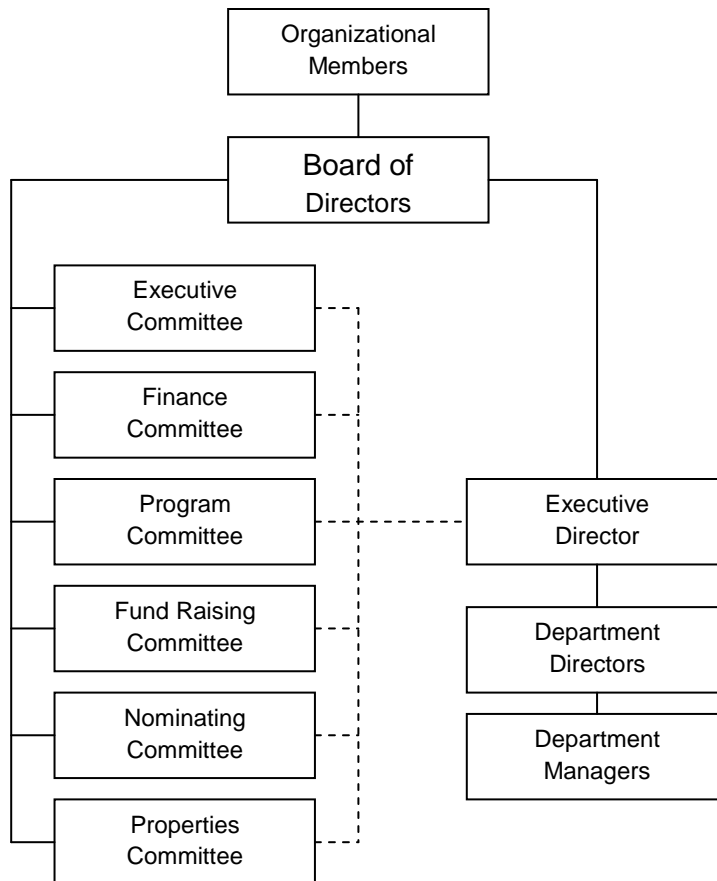 Organizational
Members
Board of
Directors
Executive
Committee
Finance
Committee
Program
Committee
Fund Raising
Committee
Nominating
Committee
Properties
Committee
Executive
Director
Department
Directors
Department
Managers